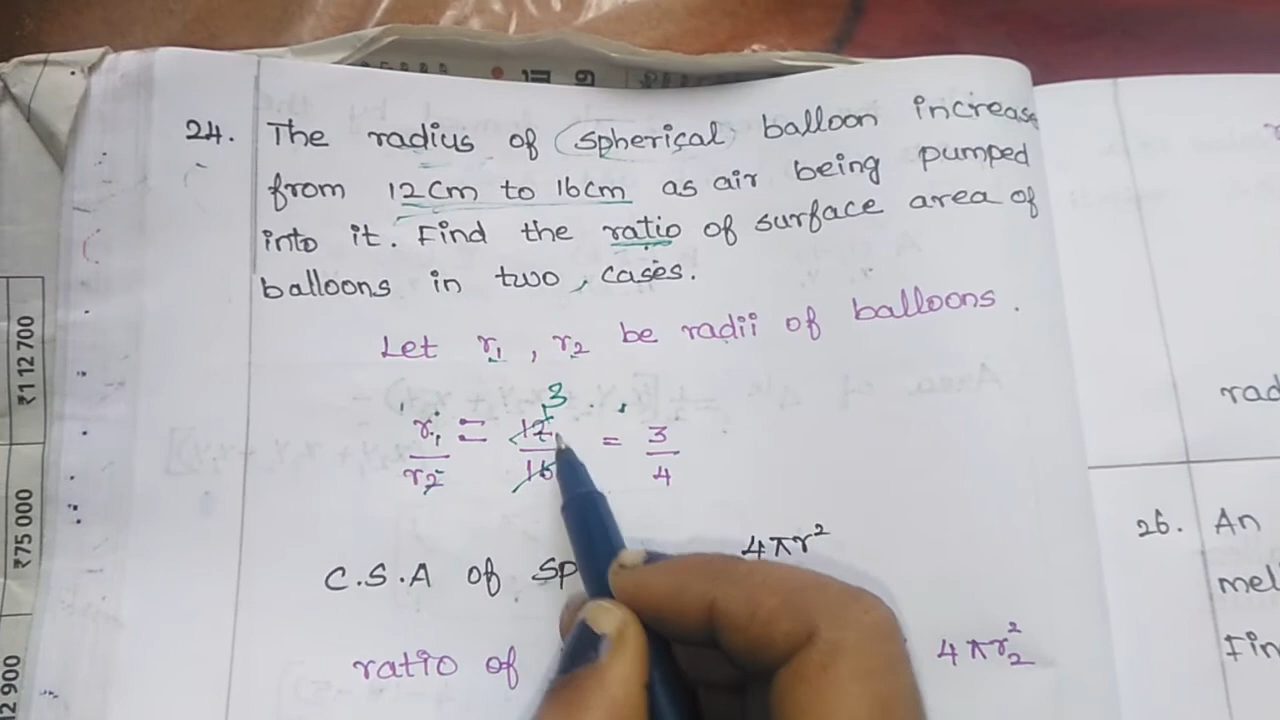 24. The radius of spherical balloon increase
from 12cm to 16cm as air being pumped
into it. Find the ratio of surface area of
balloons in two cases.
Let r₁, r₂ be radii of balloons.
3
r₁/r₂ = 12/16 = 3/4
C.S.A of 4πr²
ratio of 4πr₂²
rad
26. An
mel
Fin
₹1 12 700
₹75 000
2 900